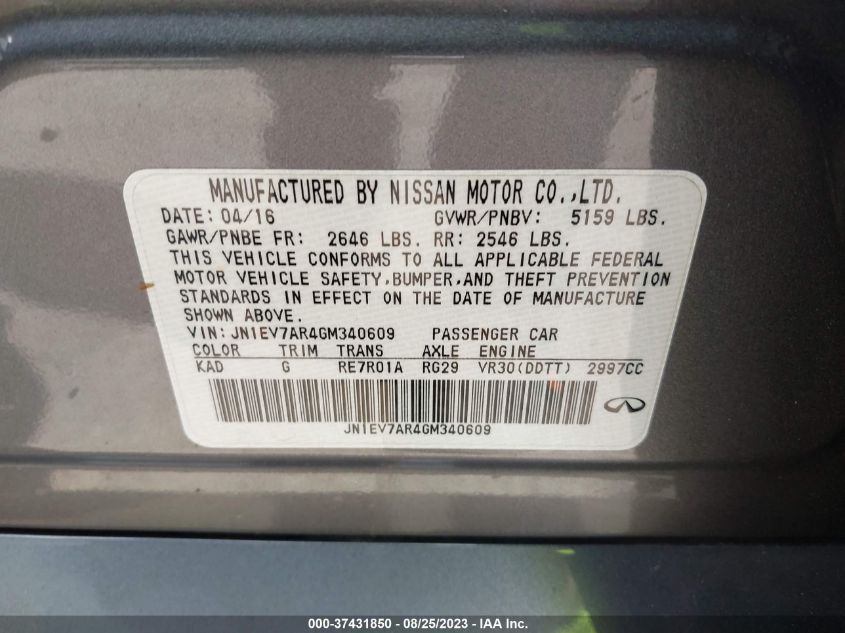 MANUFACTURED BY NISSAN MOTOR CO.,LTD.
DATE: 04/16 GVWR/PNBV: 5159 LBS.
GAWR/PNBE FR: 2646 LBS. RR: 2546 LBS.
THIS VEHICLE CONFORMS TO ALL APPLICABLE FEDERAL
MOTOR VEHICLE SAFETY,BUMPER,AND THEFT PREVENTION
STANDARDS IN EFFECT ON THE DATE OF MANUFACTURE
SHOWN ABOVE.
VIN: JN1EV7AR4GM340609 PASSENGER CAR
COLOR TRIM TRANS AXLE ENGINE
KAD G RE7R01A RG29 VR30(DDTT) 2997CC
JN1EV7AR4GM340609
000-37431850 - 08/25/2023 - IAA Inc.